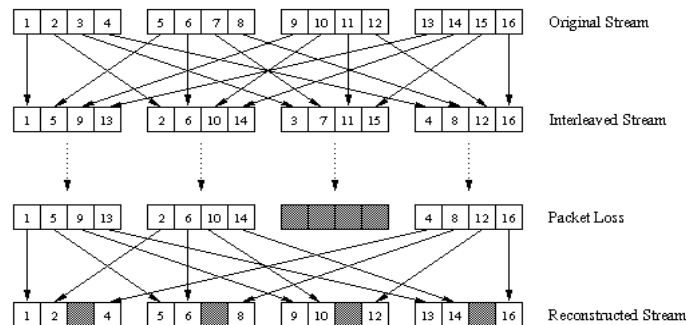 1 2 3 4 5 6 7 8 9 10 11 12 13 14 15 16 Original Stream
1 5 9 13 2 6 10 14 3 7 11 15 4 8 12 16 Interleaved Stream
1 5 9 13 2 6 10 14 4 8 12 16 Packet Loss
1 2 4 5 6 8 9 10 12 13 14 16 Reconstructed Stream